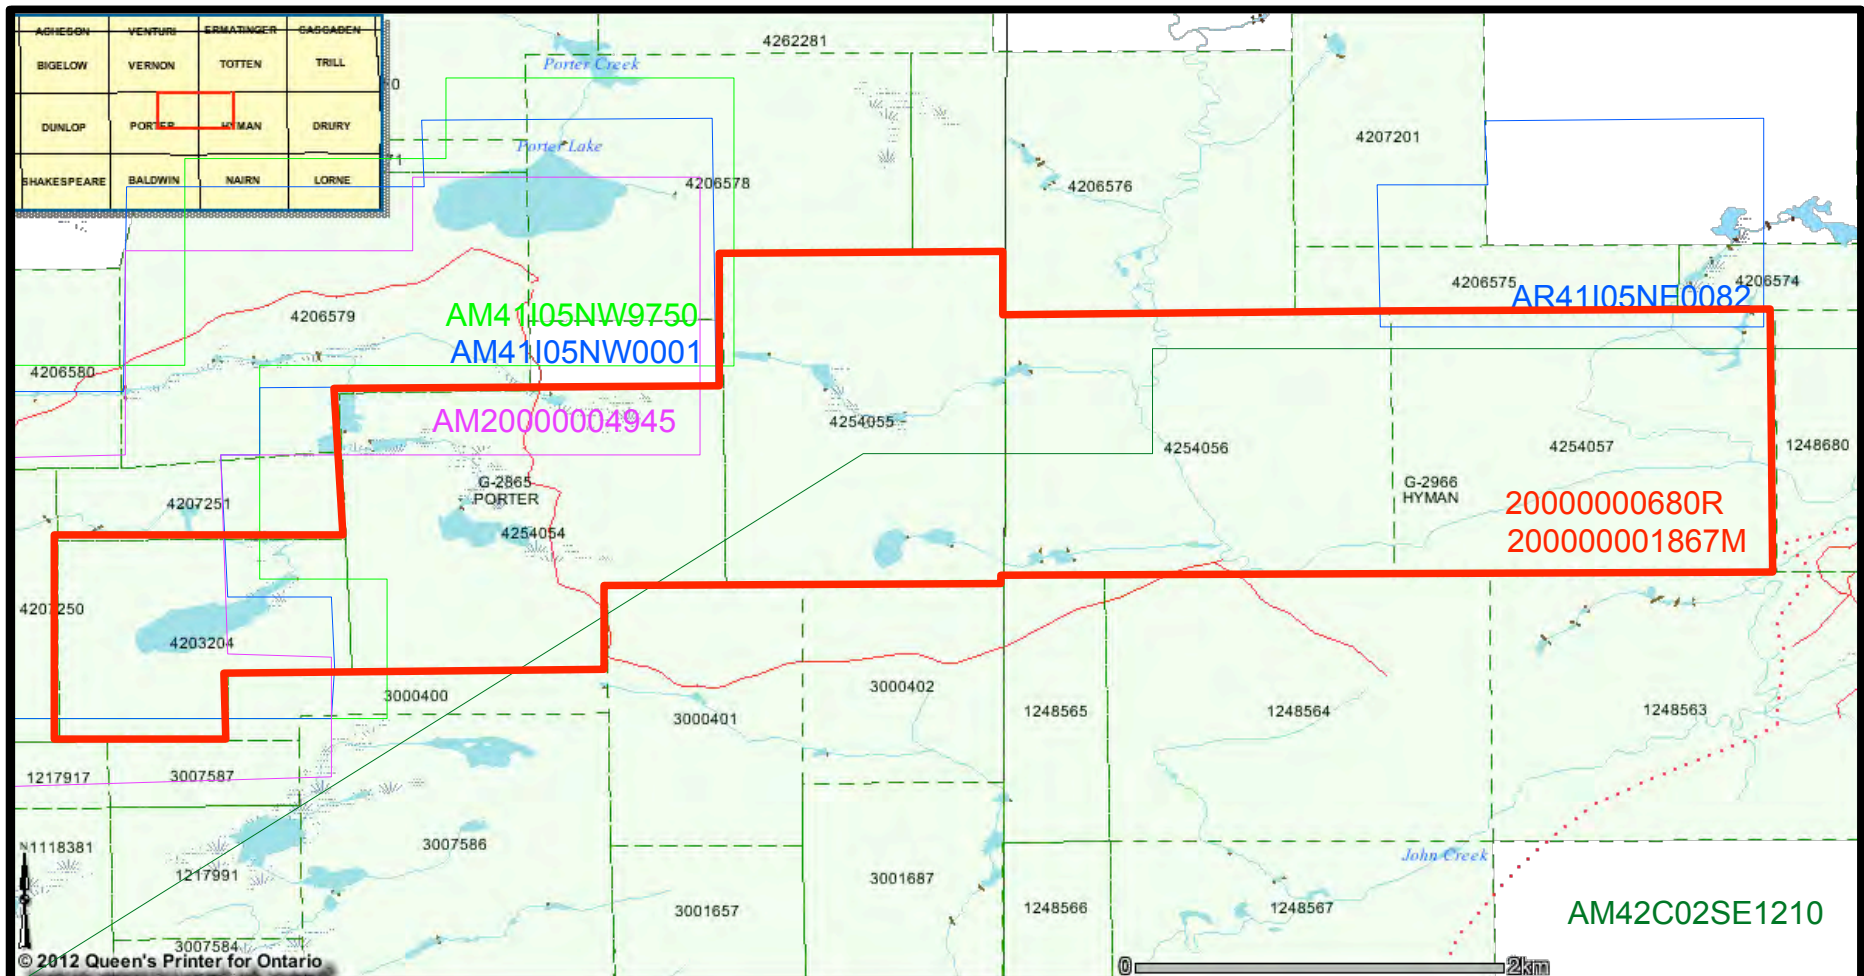 ACHESON VENTURI ERMATINGER CASCADEN
BIGELOW VERNON TOTTEN TRILL
DUNLOP PORTER HYMAN DRURY
SHAKESPEARE BALDWIN NAIRN LORNE
4262281
Porter Creek
Porter Lake
4207201
4206578
4206576
4206575
4206574
AR41I05NE0082
4206579
AM41I05NW9750
AM41I05NW0001
4206580
AM20000004945
4254055
4254056
4254057
1248680
G-2865
PORTER
G-2966
HYMAN
4207251
4254054
20000000680R
200000001867M
4207250
4203204
3000400
3000401
3000402
1248565
1248564
1248563
1217917
3007587
N
1118381
1217991
3007586
3001687
John Creek
3001657
1248566
1248567
AM42C02SE1210
3007584
© 2012 Queen's Printer for Ontario
0 2km